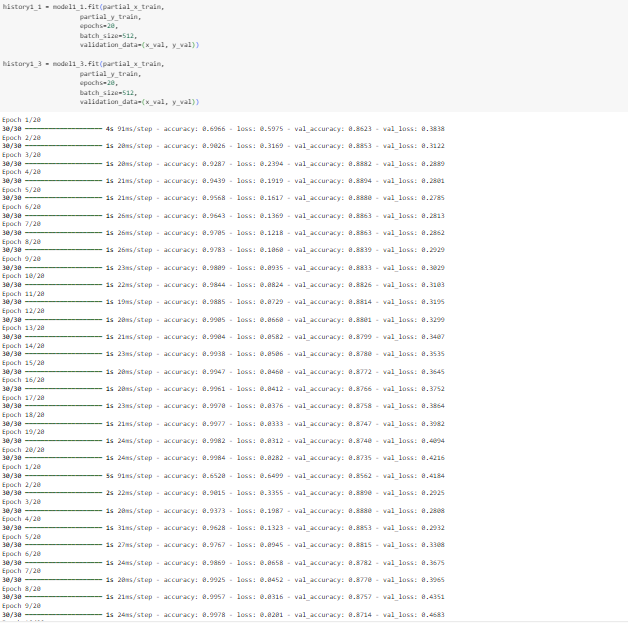 history1_1 = model1_1.fit(partial_x_train,
partial_y_train,
epochs=20,
batch_size=512,
validation_data=(x_val, y_val))
history1_3 = model1_3.fit(partial_x_train,
partial_y_train,
epochs=20,
batch_size=512,
validation_data=(x_val, y_val))
Epoch 1/20
30/30 4s 91ms/step - accuracy: 0.6966 - loss: 0.5975 - val_accuracy: 0.8623 - val_loss: 0.3838
Epoch 2/20
30/30 1s 20ms/step - accuracy: 0.9026 - loss: 0.3169 - val_accuracy: 0.8853 - val_loss: 0.3122
Epoch 3/20
30/30 1s 20ms/step - accuracy: 0.9287 - loss: 0.2394 - val_accuracy: 0.8882 - val_loss: 0.2889
Epoch 4/20
30/30 1s 21ms/step - accuracy: 0.9439 - loss: 0.1919 - val_accuracy: 0.8894 - val_loss: 0.2801
Epoch 5/20
30/30 1s 21ms/step - accuracy: 0.9568 - loss: 0.1617 - val_accuracy: 0.8880 - val_loss: 0.2785
Epoch 6/20
30/30 1s 26ms/step - accuracy: 0.9643 - loss: 0.1369 - val_accuracy: 0.8863 - val_loss: 0.2813
Epoch 7/20
30/30 1s 26ms/step - accuracy: 0.9705 - loss: 0.1218 - val_accuracy: 0.8863 - val_loss: 0.2862
Epoch 8/20
30/30 1s 26ms/step - accuracy: 0.9783 - loss: 0.1060 - val_accuracy: 0.8839 - val_loss: 0.2929
Epoch 9/20
30/30 1s 23ms/step - accuracy: 0.9809 - loss: 0.0935 - val_accuracy: 0.8833 - val_loss: 0.3029
Epoch 10/20
30/30 1s 22ms/step - accuracy: 0.9844 - loss: 0.0824 - val_accuracy: 0.8826 - val_loss: 0.3103
Epoch 11/20
30/30 1s 19ms/step - accuracy: 0.9885 - loss: 0.0729 - val_accuracy: 0.8814 - val_loss: 0.3195
Epoch 12/20
30/30 1s 20ms/step - accuracy: 0.9905 - loss: 0.0660 - val_accuracy: 0.8801 - val_loss: 0.3299
Epoch 13/20
30/30 1s 21ms/step - accuracy: 0.9904 - loss: 0.0582 - val_accuracy: 0.8799 - val_loss: 0.3407
Epoch 14/20
30/30 1s 23ms/step - accuracy: 0.9938 - loss: 0.0506 - val_accuracy: 0.8780 - val_loss: 0.3535
Epoch 15/20
30/30 1s 20ms/step - accuracy: 0.9947 - loss: 0.0460 - val_accuracy: 0.8772 - val_loss: 0.3645
Epoch 16/20
30/30 1s 20ms/step - accuracy: 0.9961 - loss: 0.0412 - val_accuracy: 0.8766 - val_loss: 0.3752
Epoch 17/20
30/30 1s 23ms/step - accuracy: 0.9970 - loss: 0.0376 - val_accuracy: 0.8758 - val_loss: 0.3864
Epoch 18/20
30/30 1s 21ms/step - accuracy: 0.9977 - loss: 0.0333 - val_accuracy: 0.8747 - val_loss: 0.3982
Epoch 19/20
30/30 1s 24ms/step - accuracy: 0.9982 - loss: 0.0312 - val_accuracy: 0.8740 - val_loss: 0.4094
Epoch 20/20
30/30 1s 24ms/step - accuracy: 0.9984 - loss: 0.0282 - val_accuracy: 0.8735 - val_loss: 0.4216
Epoch 1/20
30/30 5s 91ms/step - accuracy: 0.6520 - loss: 0.6499 - val_accuracy: 0.8562 - val_loss: 0.4184
Epoch 2/20
30/30 2s 22ms/step - accuracy: 0.9015 - loss: 0.3355 - val_accuracy: 0.8890 - val_loss: 0.2925
Epoch 3/20
30/30 1s 20ms/step - accuracy: 0.9373 - loss: 0.1987 - val_accuracy: 0.8880 - val_loss: 0.2808
Epoch 4/20
30/30 1s 31ms/step - accuracy: 0.9628 - loss: 0.1323 - val_accuracy: 0.8853 - val_loss: 0.2932
Epoch 5/20
30/30 1s 27ms/step - accuracy: 0.9767 - loss: 0.0945 - val_accuracy: 0.8815 - val_loss: 0.3308
Epoch 6/20
30/30 1s 24ms/step - accuracy: 0.9869 - loss: 0.0658 - val_accuracy: 0.8782 - val_loss: 0.3675
Epoch 7/20
30/30 1s 20ms/step - accuracy: 0.9925 - loss: 0.0452 - val_accuracy: 0.8770 - val_loss: 0.3965
Epoch 8/20
30/30 1s 21ms/step - accuracy: 0.9957 - loss: 0.0316 - val_accuracy: 0.8757 - val_loss: 0.4351
Epoch 9/20
30/30 1s 24ms/step - accuracy: 0.9978 - loss: 0.0201 - val_accuracy: 0.8714 - val_loss: 0.4683